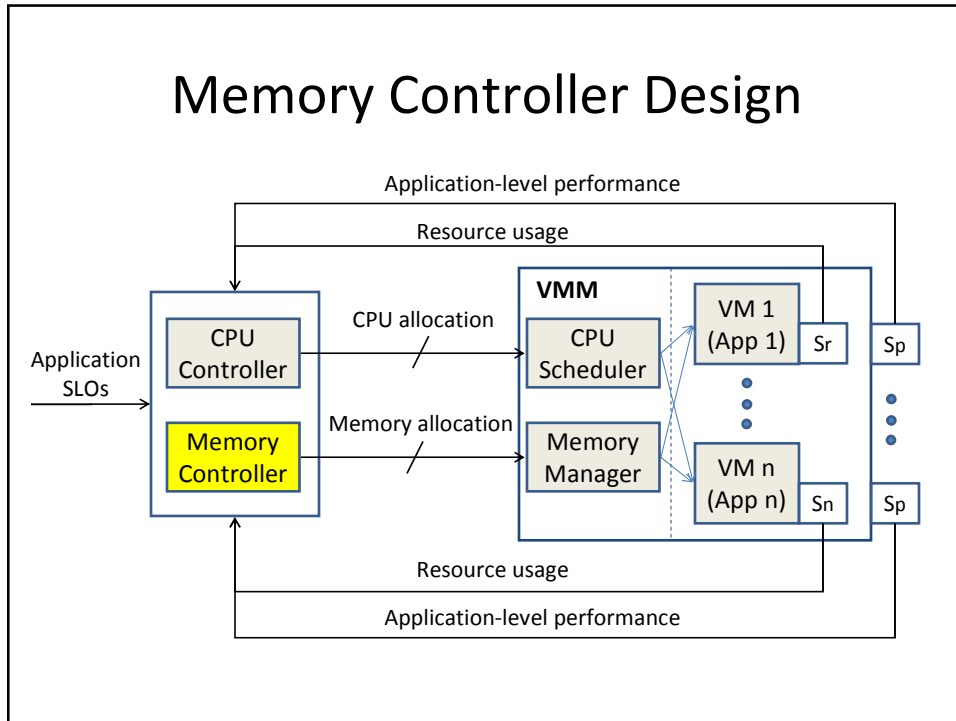 Memory Controller Design
Application-level performance
Resource usage
VMM
CPU allocation
VM 1
(App 1)
Sr
Sp
CPU
Controller
CPU
Scheduler
Application
SLOs
Memory allocation
Memory
Controller
Memory
Manager
VM n
(App n)
Sn
Sp
Resource usage
Application-level performance